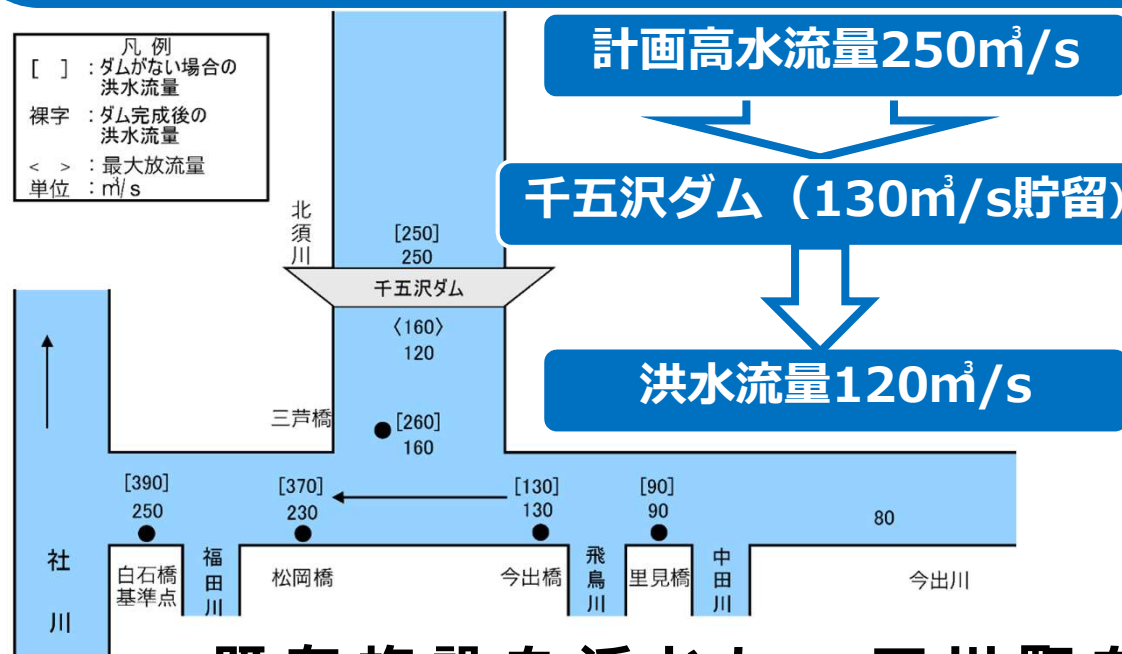 凡 例
[ ] :ダムがない場合の
洪水流量
裸字 :ダム完成後の
洪水流量
< > :最大放流量
単位 :㎥/s
計画高水流量250㎥/s
千五沢ダム（130㎥/s貯留）
洪水流量120㎥/s
北須川
[250]
250
千五沢ダム
〈160〉
120
三芦橋
[260]
160
[390]
250
[370]
230
[130]
130
[90]
90
80
社川
白石橋
基準点
福田川
松岡橋
今出橋
飛鳥川
里見橋
中田川
今出川